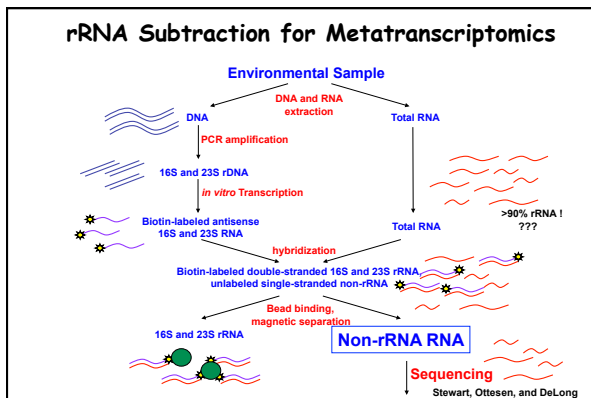 rRNA Subtraction for Metatranscriptomics
Environmental Sample
DNA and RNA
extraction
DNA
Total RNA
PCR amplification
16S and 23S rDNA
in vitro Transcription
>90% rRNA !
???
Biotin-labeled antisense
16S and 23S RNA
Total RNA
hybridization
Biotin-labeled double-stranded 16S and 23S rRNA,
unlabeled single-stranded non-rRNA
Bead binding,
magnetic separation
16S and 23S rRNA
Non-rRNA RNA
Sequencing
Stewart, Ottesen, and DeLong